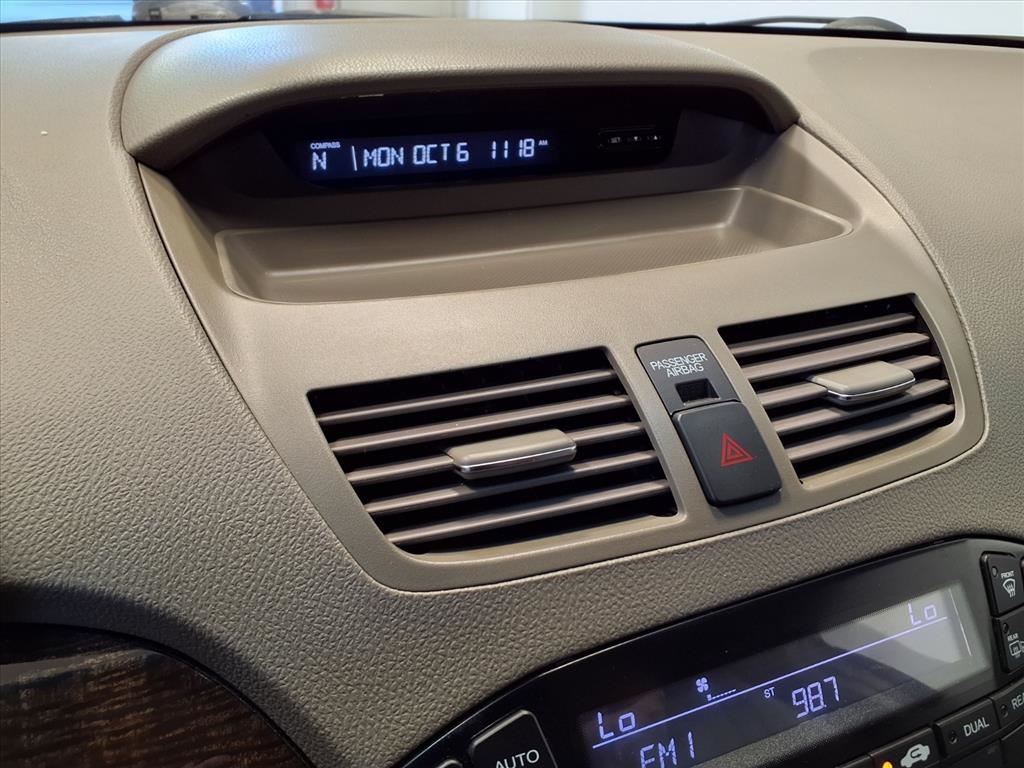 COMPASS
N MON OCT 6 11:18 AM
SET
PASSENGER
AIRBAG
FRONT
REAR
Lo
ST 98.7
Lo
FM1
AUTO
DUAL